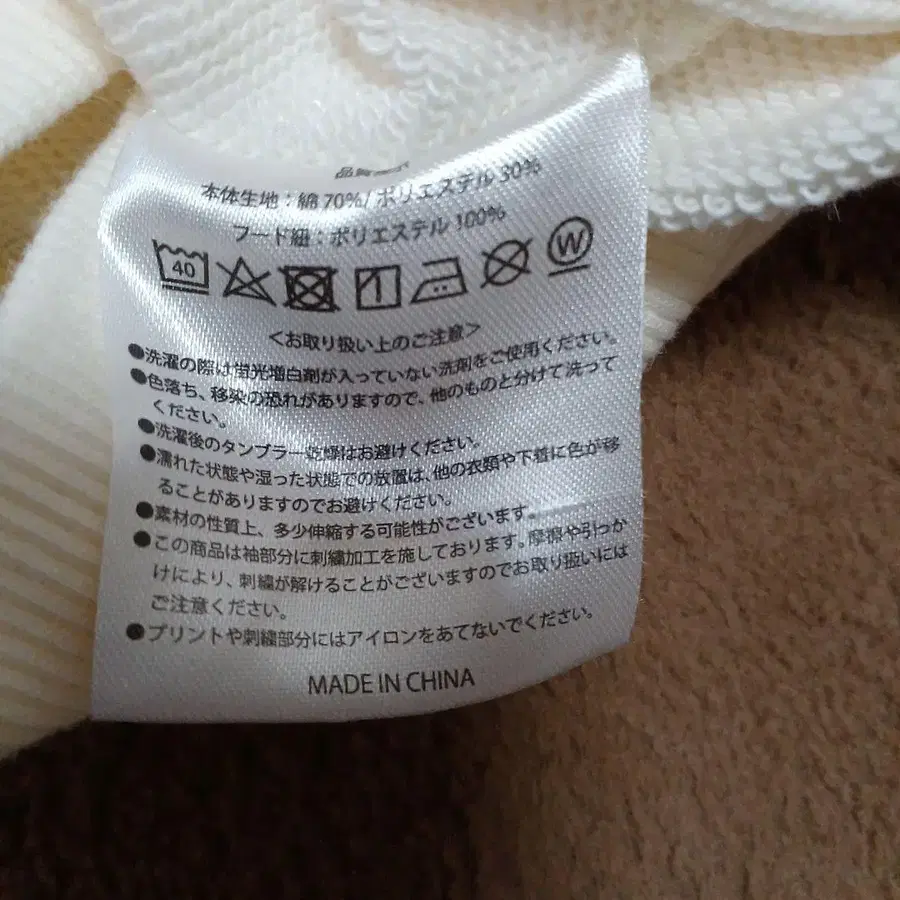 品質表示
本体生地：綿 70%/ ポリエステル 30%
フード紐：ポリエステル 100%
40 W
＜お取り扱い上のご注意＞
●洗濯の際は蛍光増白剤が入っていない洗剤をご使用ください。
●色落ち、移染の恐れがありますので、他のものと分けて洗って
ください。
●洗濯後のタンブラー乾燥はお避けください。
●濡れた状態や湿った状態での放置は、他の衣類や下着に色が移
ることがありますのでお避けください。
●素材の性質上、多少伸縮する可能性がございます。
●この商品は袖部分に刺繍加工を施しております。摩擦や引っか
けにより、刺繍が解けることがございますのでお取り扱いには
ご注意ください。
●プリントや刺繍部分にはアイロンをあてないでください。
MADE IN CHINA